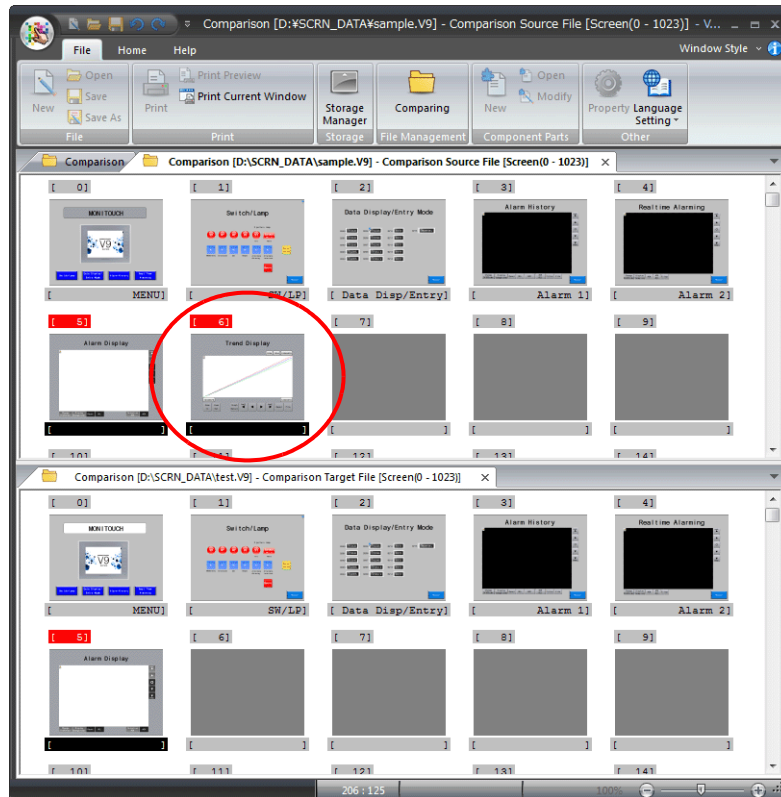 Comparison [D:¥SCRN_DATA¥sample.V9] - Comparison Source File [Screen(0 - 1023)] - V...
File Home Help Window Style
New Open Save Save As
File
Print Print Preview Print Current Window
Print
Storage Manager
Storage
Comparing
File Management
New Open Modify
Component Parts
Property Language Setting
Other
Comparison Comparison [D:\SCRN_DATA\sample.V9] - Comparison Source File [Screen(0 - 1023)]
[ 0] [ 1] [ 2] [ 3] [ 4]
MONITOUCH Switch/Lamp Data Display/Entry Mode Alarm History Realtime Alarming
V9
[ MENU] [ SW/LP] [ Data Disp/Entry] [ Alarm 1] [ Alarm 2]
[ 5] [ 6] [ 7] [ 8] [ 9]
Alarm Display Trend Display
[ ] [ ] [ ] [ ] [ ]
[ 10] [ 12] [ 13] [ 14]
Comparison [D:\SCRN_DATA\test.V9] - Comparison Target File [Screen(0 - 1023)]
[ 0] [ 1] [ 2] [ 3] [ 4]
MONITOUCH Switch/Lamp Data Display/Entry Mode Alarm History Realtime Alarming
V9
[ MENU] [ SW/LP] [ Data Disp/Entry] [ Alarm 1] [ Alarm 2]
[ 5] [ 6] [ 7] [ 8] [ 9]
Alarm Display
[ ] [ ] [ ] [ ] [ ]
[ 10] [ 11] [ 12] [ 13] [ 14]
206 : 125 100%